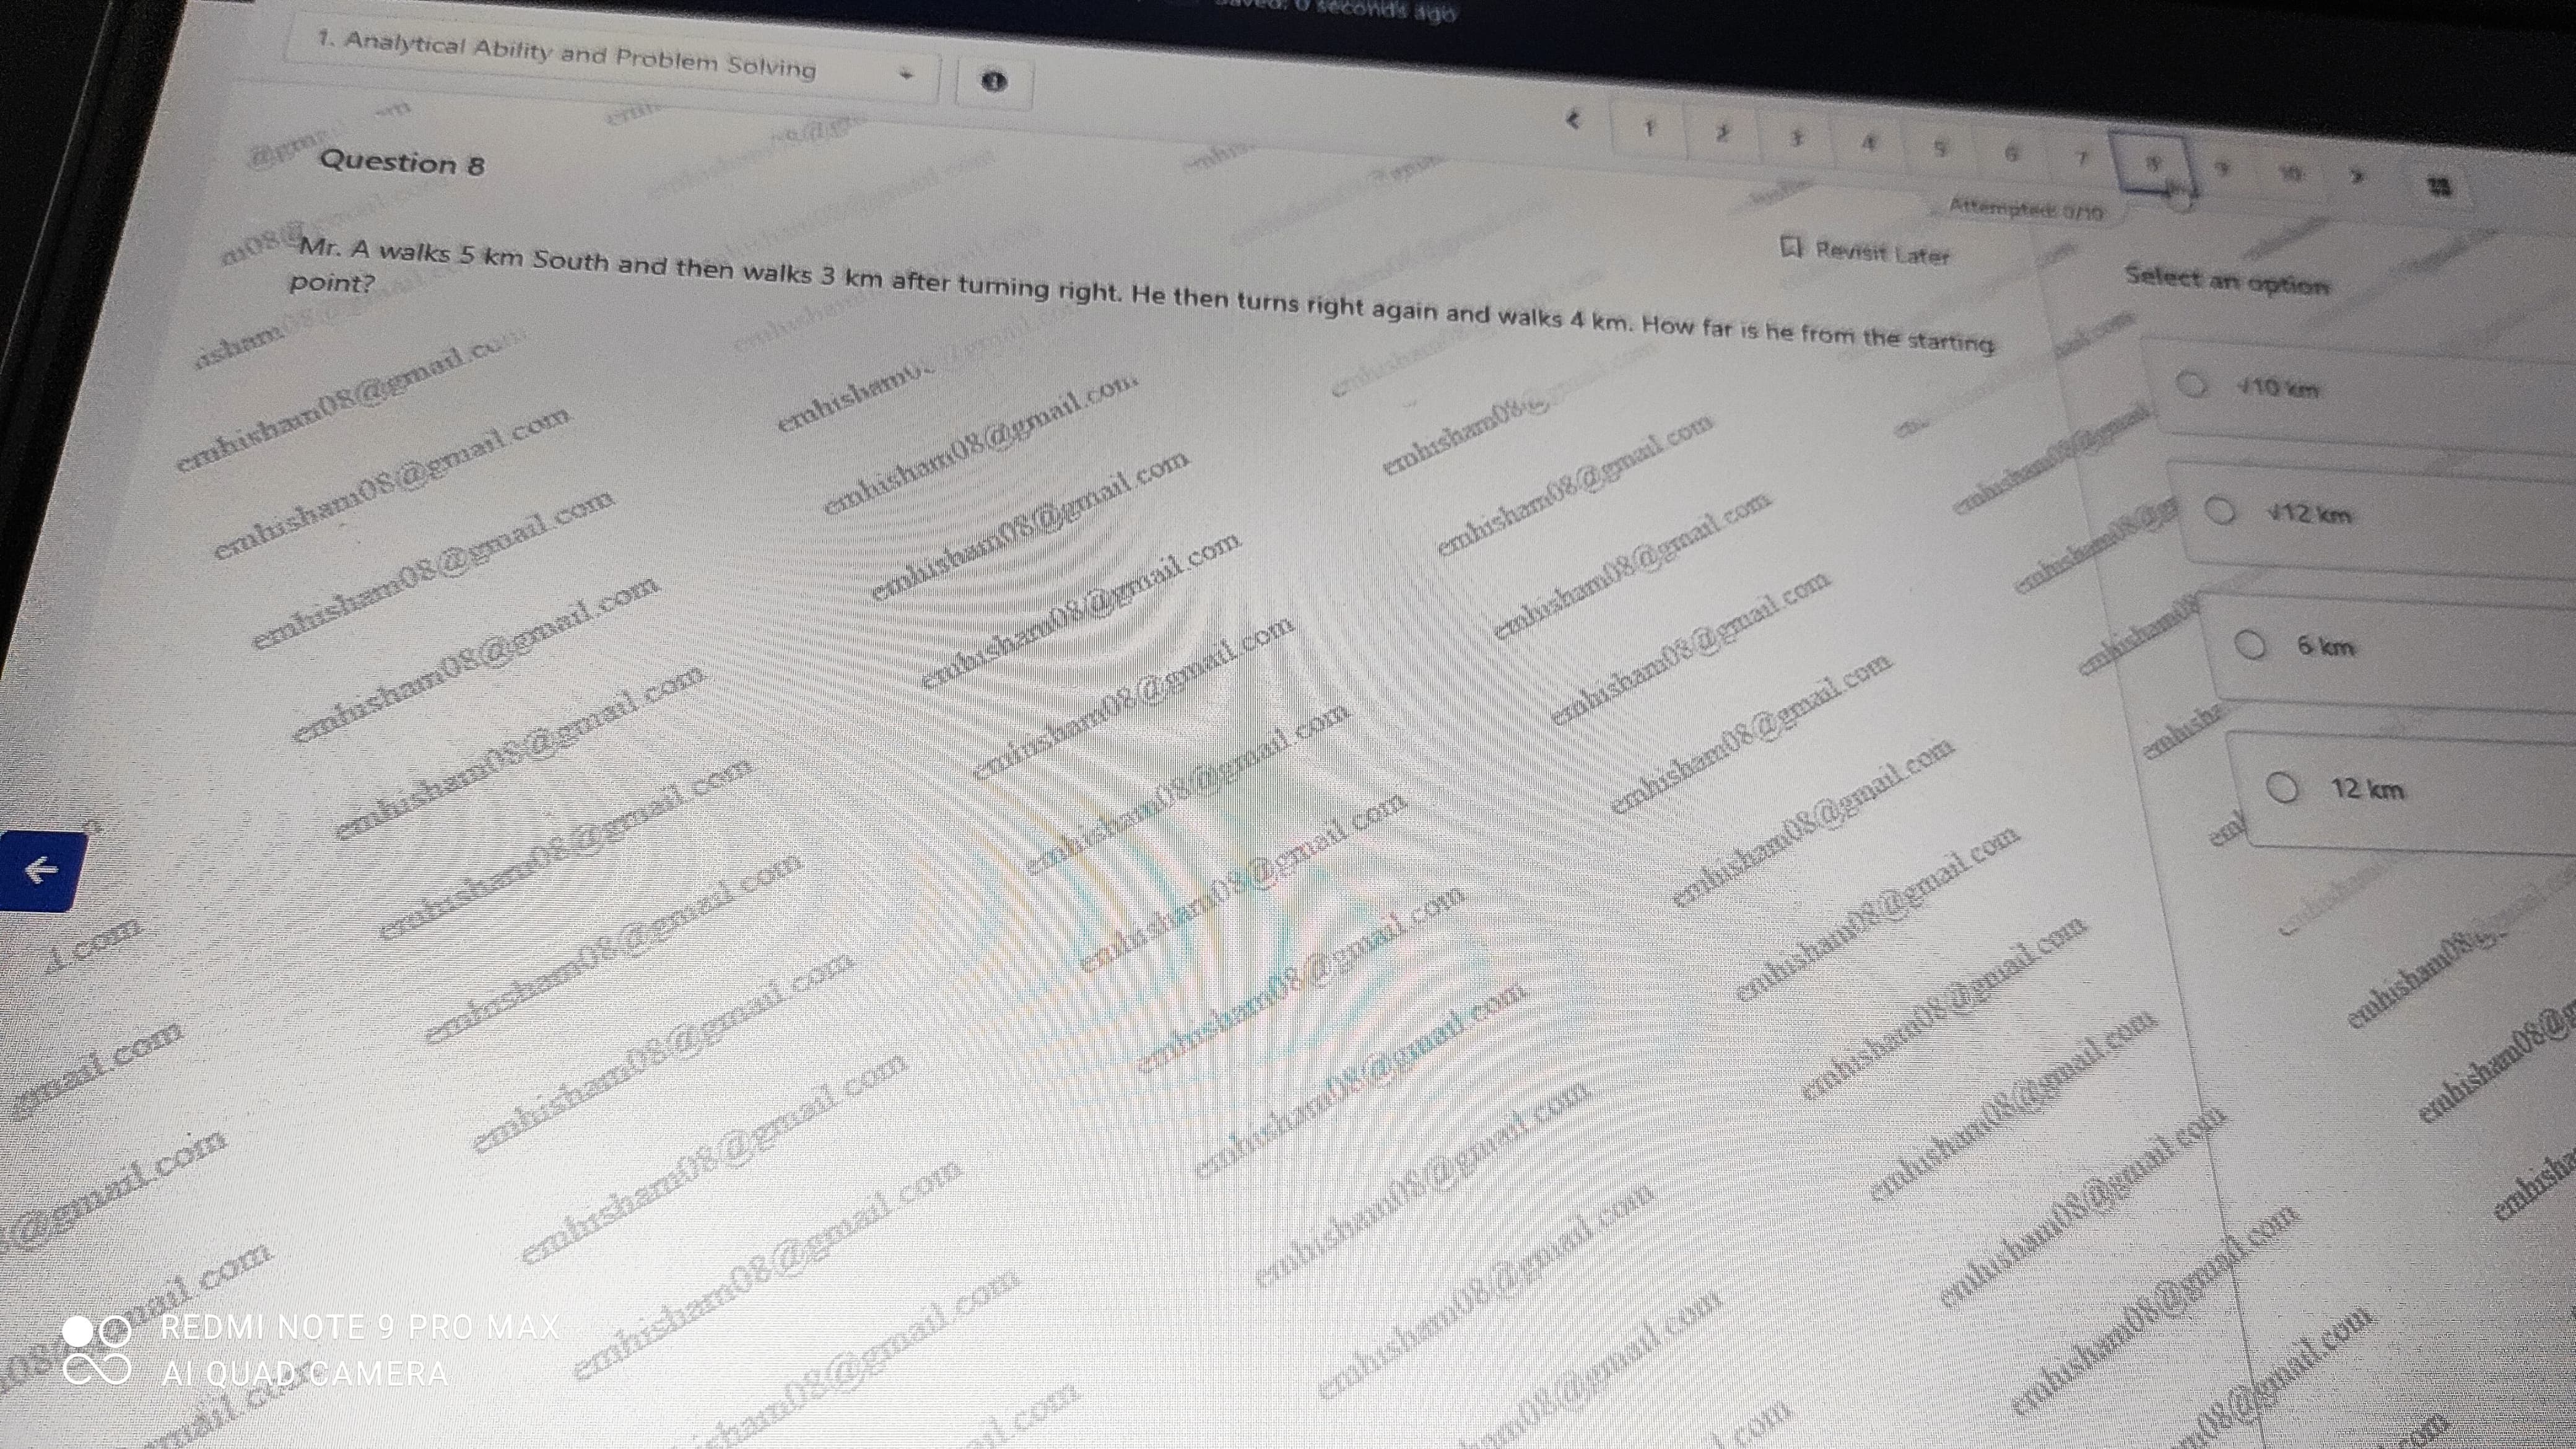 Saved: 0 seconds ago
1. Analytical Ability and Problem Solving
1 2 3 4 5 6 7 8 9 10
Attempted: 0/10
Question 8
Revisit Later
Mr. A walks 5 km South and then walks 3 km after turning right. He then turns right again and walks 4 km. How far is he from the starting
point?
Select an option
√10 km
√12 km
6 km
12 km
emhisham08@gmail.com
REDMI NOTE 9 PRO MAX
AI QUAD CAMERA